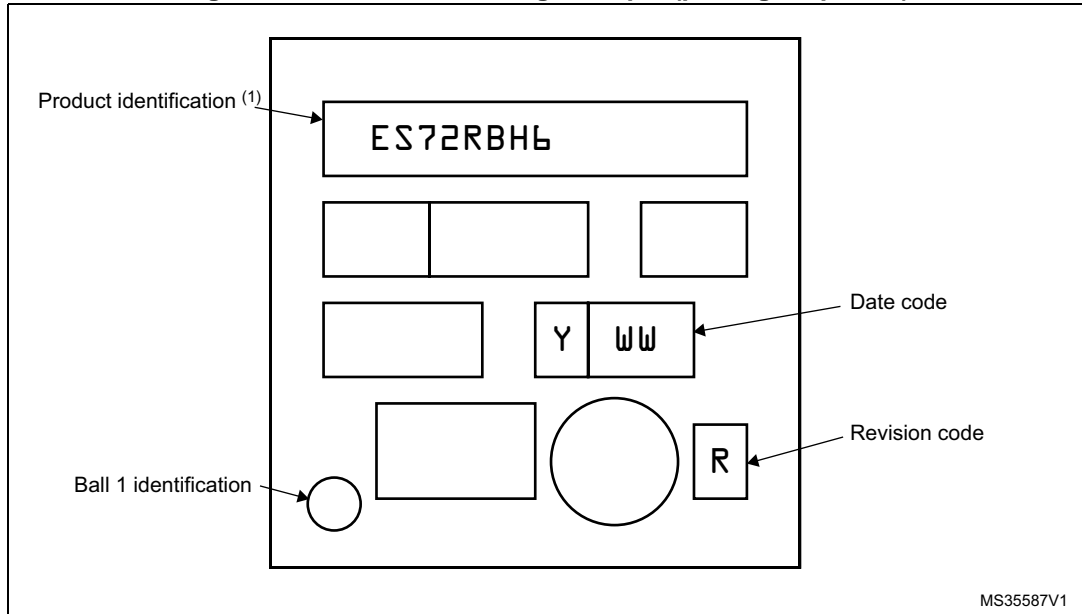 Product identification (1)
ES72RBH6
Date code
Y WW
Revision code
R
Ball 1 identification
MS35587V1